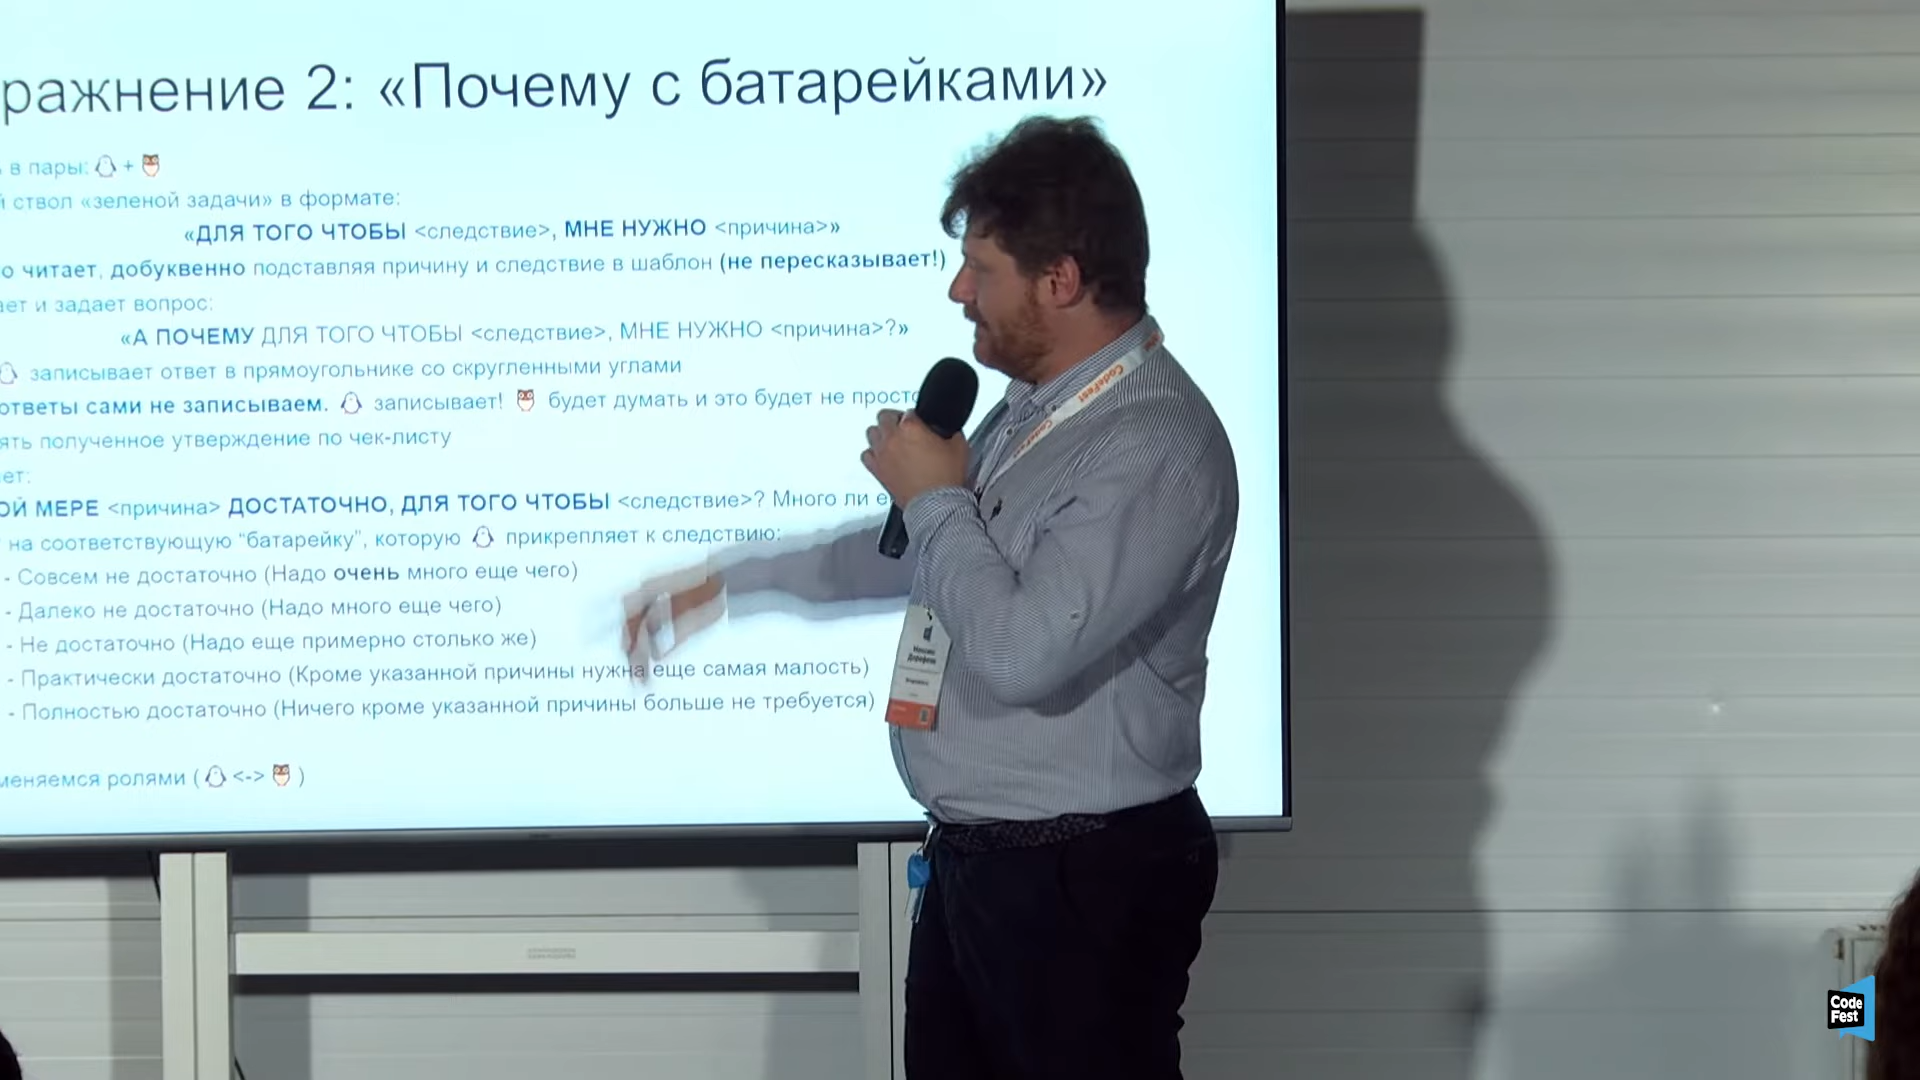 ражнение 2: «Почему с батарейками»
в пары: +
й ствол «зеленой задачи» в формате:
«ДЛЯ ТОГО ЧТОБЫ <следствие>, МНЕ НУЖНО <причина>»
о читает, добуквенно подставляя причину и следствие в шаблон (не пересказывает!)
ает и задает вопрос:
«А ПОЧЕМУ ДЛЯ ТОГО ЧТОБЫ <следствие>, МНЕ НУЖНО <причина>?»
записывает ответ в прямоугольнике со скругленными углами
ответы сами не записываем. записывает! будет думать и это будет не просто
ять полученное утверждение по чек-листу
ет:
ОЙ МЕРЕ <причина> ДОСТАТОЧНО, ДЛЯ ТОГО ЧТОБЫ <следствие>? Много ли е
на соответствующую "батарейку", которую прикрепляет к следствию:
- Совсем не достаточно (Надо очень много еще чего)
- Далеко не достаточно (Надо много еще чего)
- Не достаточно (Надо еще примерно столько же)
- Практически достаточно (Кроме указанной причины нужна еще самая малость)
- Полностью достаточно (Ничего кроме указанной причины больше не требуется)
меняемся ролями ( <-> )
CodeFest
Максим
Дорофеев
Code
Fest